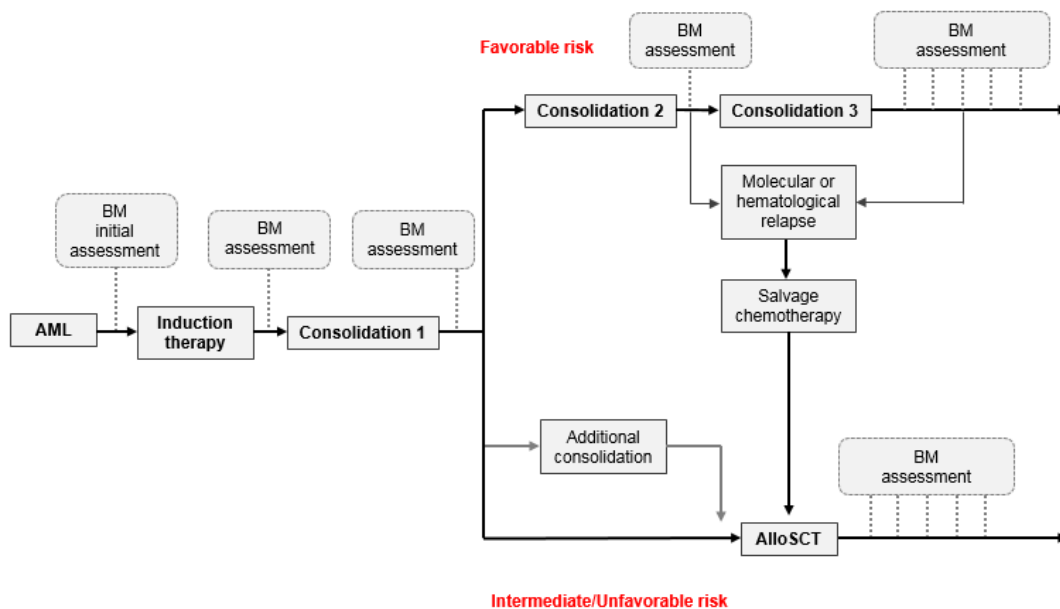 Favorable risk
BM
assessment
BM
assessment
Consolidation 2
Consolidation 3
Molecular or
hematological
relapse
BM
initial
assessment
BM
assessment
BM
assessment
AML
Induction
therapy
Consolidation 1
Salvage
chemotherapy
Additional
consolidation
BM
assessment
AlloSCT
Intermediate/Unfavorable risk